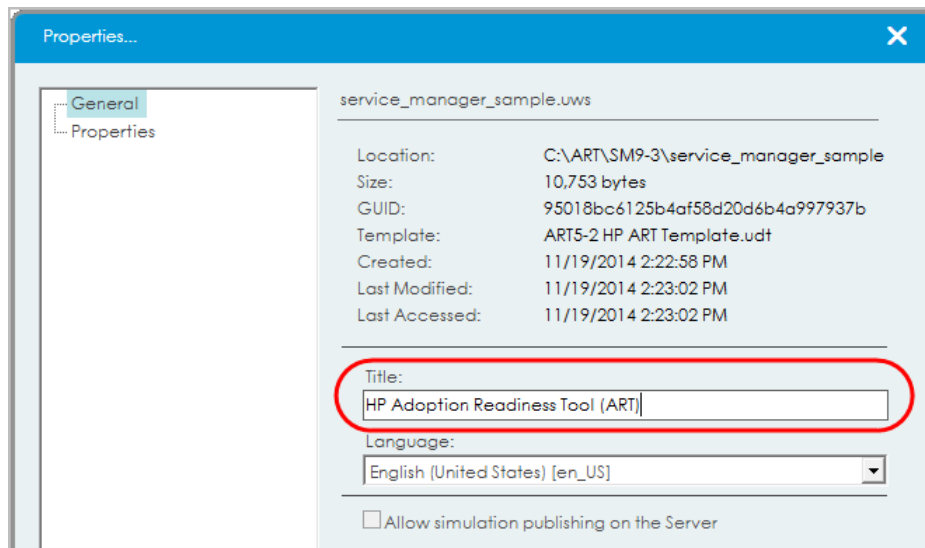 Properties...
General
Properties
service_manager_sample.uws
Location: C:\ART\SM9-3\service_manager_sample
Size: 10,753 bytes
GUID: 95018bc6125b4af58d20d6b4a997937b
Template: ART5-2 HP ART Template.udt
Created: 11/19/2014 2:22:58 PM
Last Modified: 11/19/2014 2:23:02 PM
Last Accessed: 11/19/2014 2:23:02 PM
Title:
HP Adoption Readiness Tool (ART)
Language:
English (United States) [en_US]
Allow simulation publishing on the Server